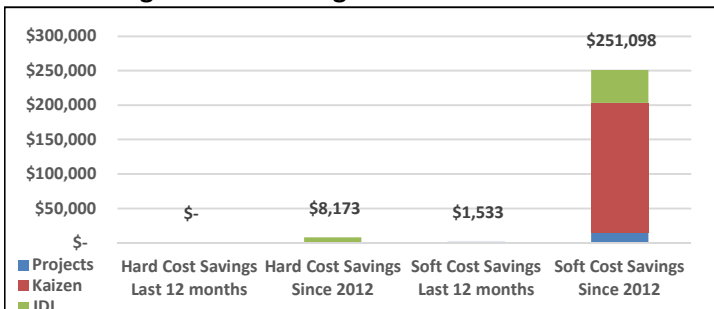 $300,000
$250,000
$200,000
$150,000
$100,000
$50,000
$-
$-
$8,173
$1,533
$251,098
Projects
Kaizen
JDI
Hard Cost Savings
Last 12 months
Hard Cost Savings
Since 2012
Soft Cost Savings
Last 12 months
Soft Cost Savings
Since 2012